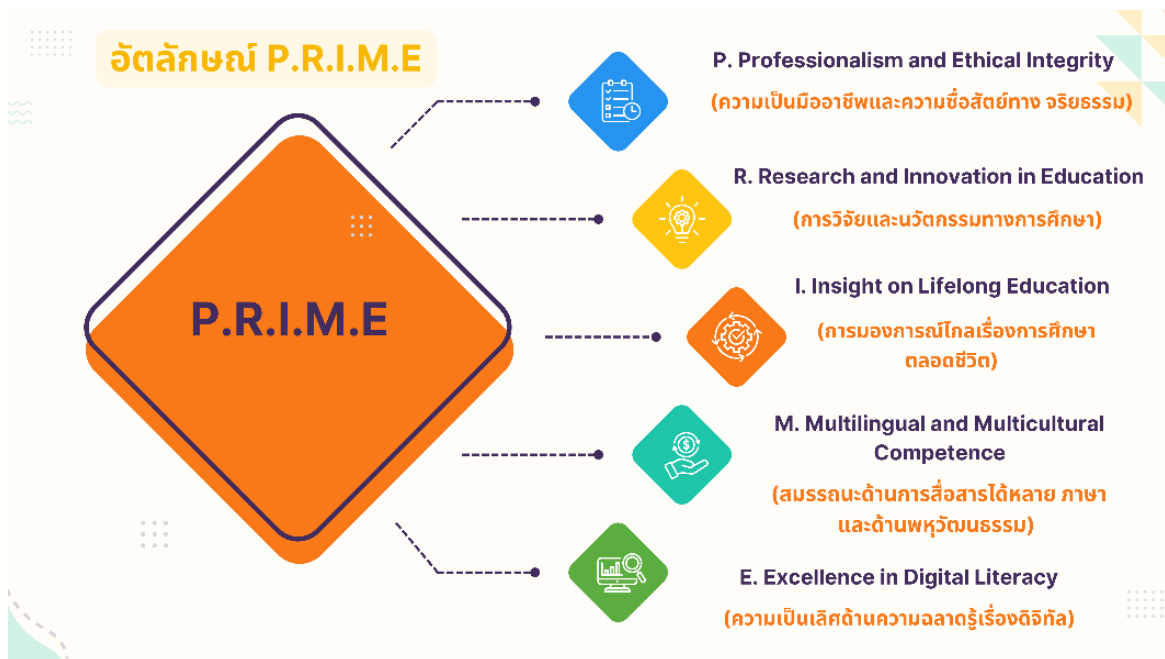 อัตลักษณ์ P.R.I.M.E
P.R.I.M.E
P. Professionalism and Ethical Integrity
(ความเป็นมืออาชีพและความซื่อสัตย์ทาง จริยธรรม)
R. Research and Innovation in Education
(การวิจัยและนวัตกรรมทางการศึกษา)
I. Insight on Lifelong Education
(การมองการณ์ไกลเรื่องการศึกษา
ตลอดชีวิต)
M. Multilingual and Multicultural
Competence
(สมรรถนะด้านการสื่อสารได้หลาย ภาษา
และด้านพหุวัฒนธรรม)
E. Excellence in Digital Literacy
(ความเป็นเลิศด้านความฉลาดรู้เรื่องดิจิทัล)